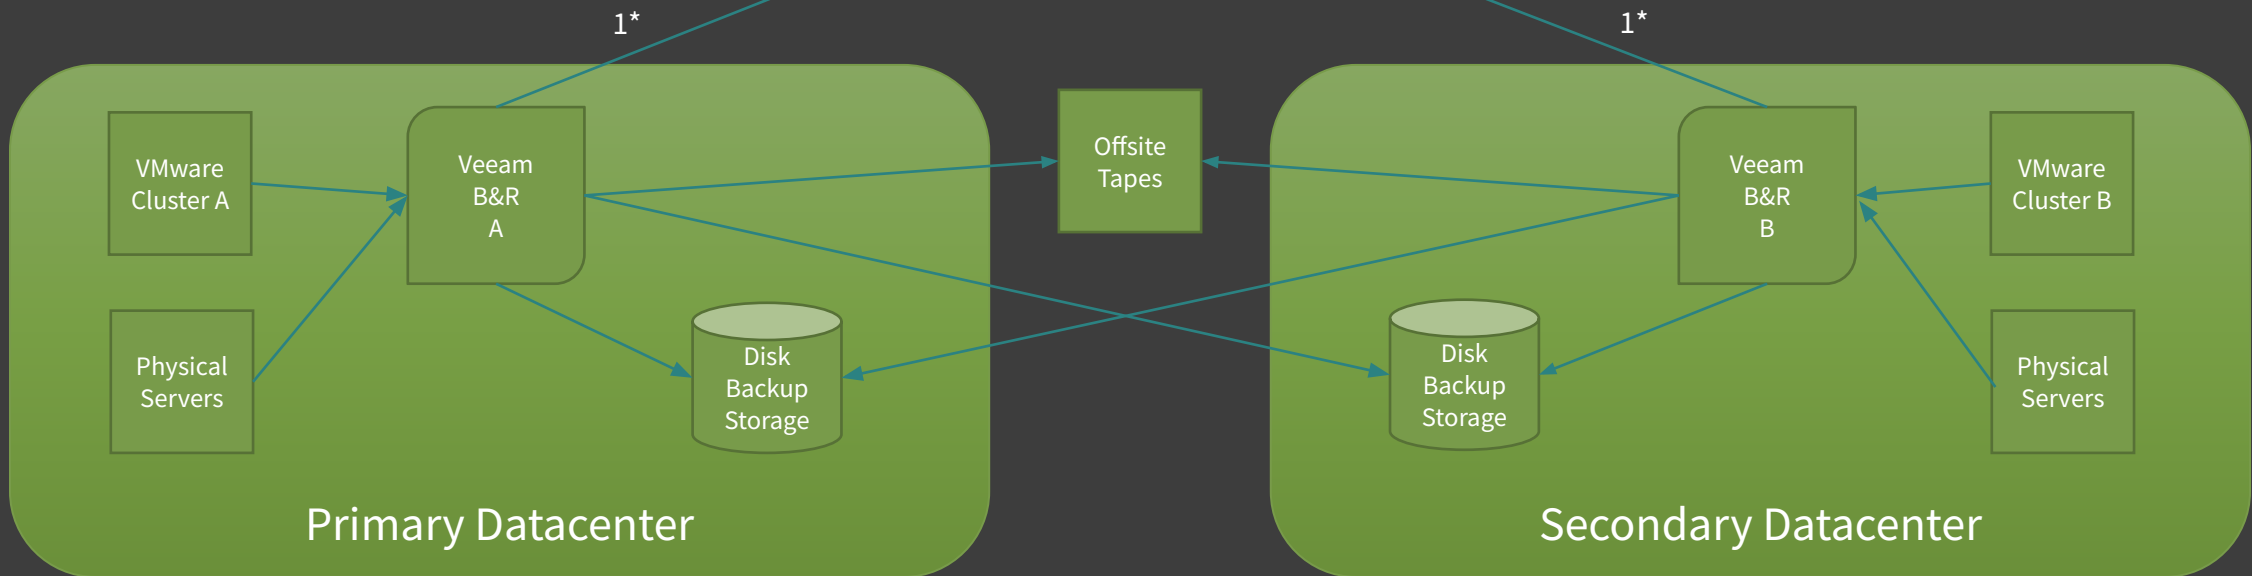 1*
1*
VMware
Cluster A
Veeam
B&R
A
Offsite
Tapes
Veeam
B&R
B
VMware
Cluster B
Physical
Servers
Disk
Backup
Storage
Disk
Backup
Storage
Physical
Servers
Primary Datacenter
Secondary Datacenter